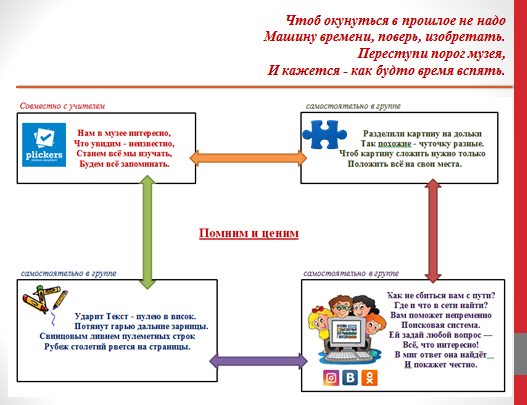 Чтоб окунуться в прошлое не надо
Машину времени, поверь, изобретать.
Переступи порог музея,
И кажется - как будто время вспять.
Совместно с учителем
plickers
Нам в музее интересно,
Что увидим - неизвестно,
Станем всё мы изучать,
Будем всё запоминать.
самостоятельно в группе
Разделили картину на дольки
Так похожие - чуточку разные.
Чтоб картину сложить нужно только
Положить всё на свои места.
Помним и ценим
самостоятельно в группе
Ударит Текст - пулею в висок.
Потянут гарью дальние зарницы.
Свинцовым ливнем пулеметных строк
Рубеж столетий рвется на страницы.
самостоятельно в группе
Как не сбиться вам с пути?
Где и что в сети найти?
Вам поможет непременно
Поисковая система.
Ей задай любой вопрос —
Всё, что интересно!
В миг ответ она найдёт
И покажет честно.